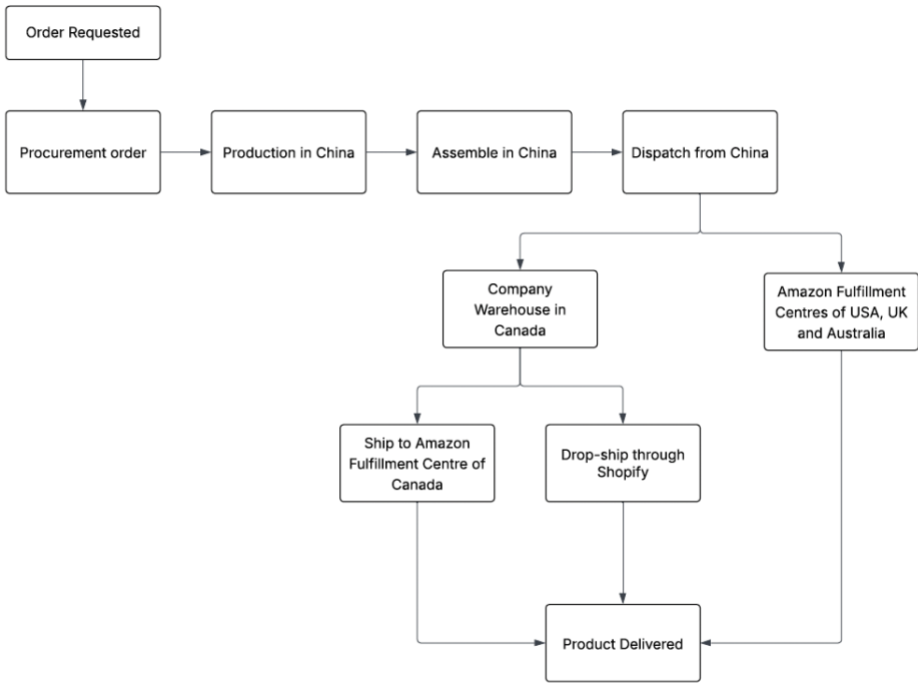 Order Requested
Procurement order
Production in China
Assemble in China
Dispatch from China
Company
Warehouse in
Canada
Amazon Fulfillment
Centres of USA, UK
and Australia
Ship to Amazon
Fulfillment Centre of
Canada
Drop-ship through
Shopify
Product Delivered